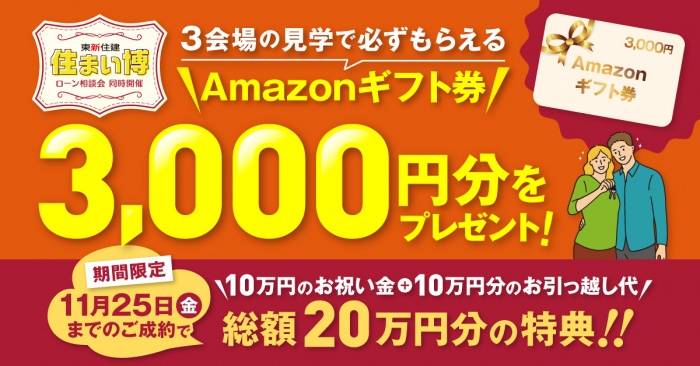 東新住建
住まい博
ローン相談会 同時開催
3会場の見学で必ずもらえる
Amazonギフト券
3,000円分を
プレゼント!
3,000円
Amazon
ギフト券
期間限定
11月25日(金)
までのご成約で
10万円のお祝い金+10万円分のお引っ越し代
総額20万円分の特典!!